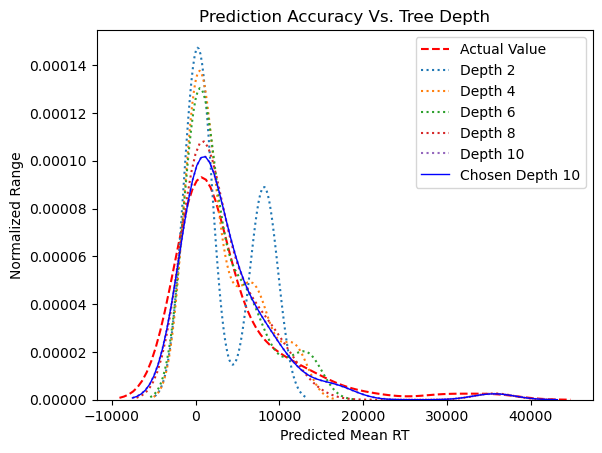 Prediction Accuracy Vs. Tree Depth
Actual Value
Depth 2
Depth 4
Depth 6
Depth 8
Depth 10
Chosen Depth 10
Normalized Range
0.00014
0.00012
0.00010
0.00008
0.00006
0.00004
0.00002
0.00000
−10000
0
10000
20000
30000
40000
Predicted Mean RT